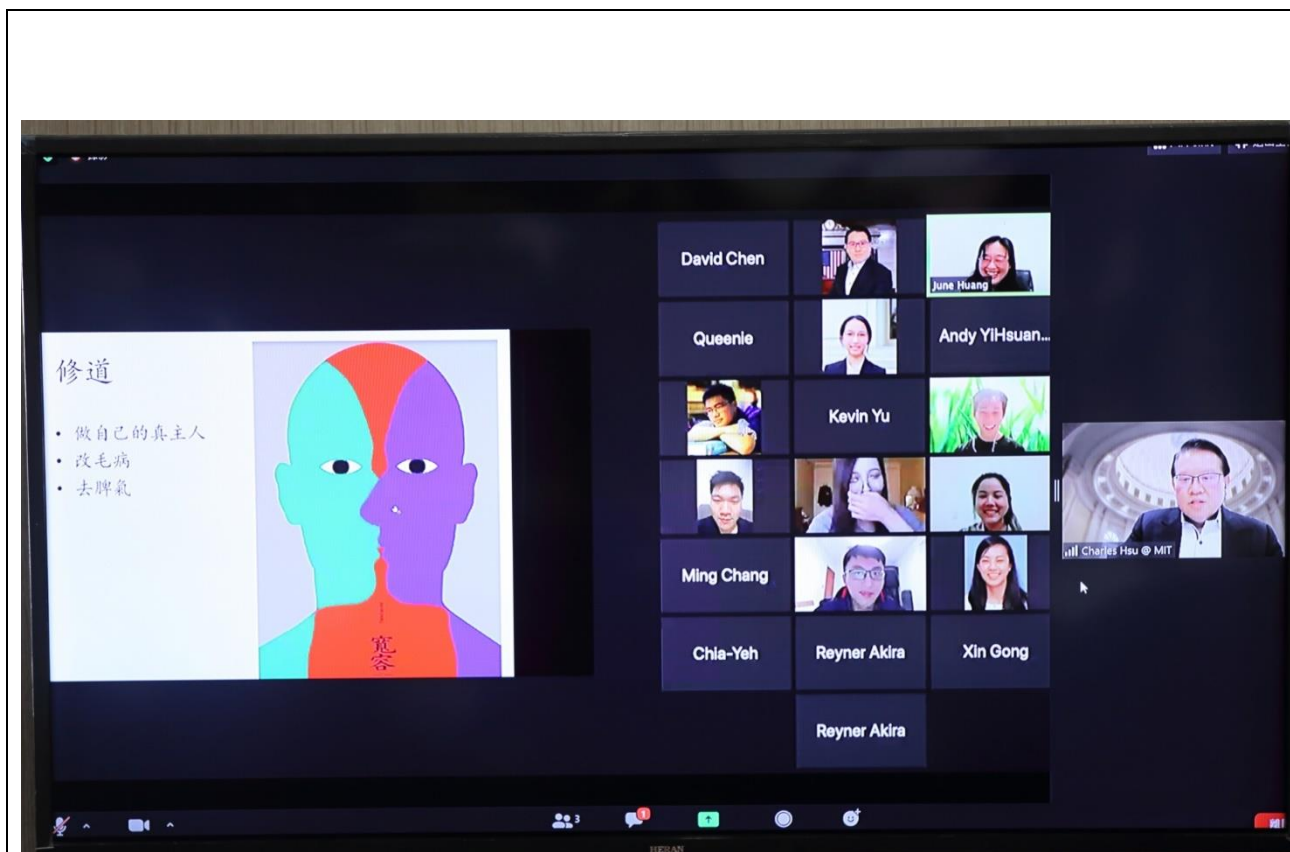 修道
• 做自己的真主人
• 改毛病
• 去脾氣
寬容
David Chen
June Huang
Queenie
Andy YiHsuan...
Kevin Yu
Ming Chang
Chia-Yeh
Reyner Akira
Xin Gong
Reyner Akira
Charles Hsu @ MIT
3
1
HERAN